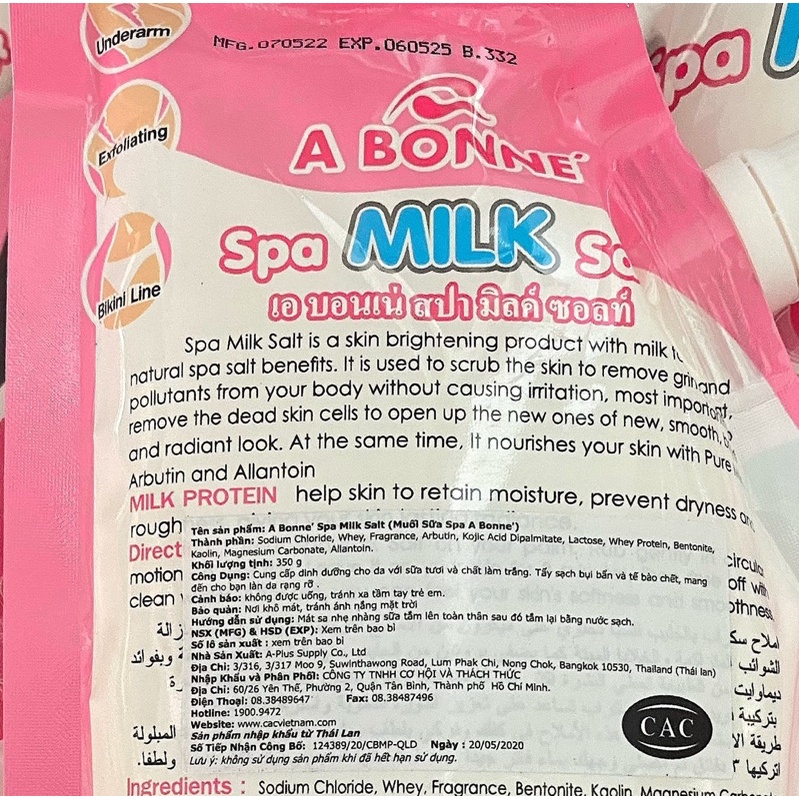 Underarm
MFG.070522 EXP.060525 B.332
Exfoliating
A BONNE'
Spa MILK
Bikini Line
เอ บอนเน่ สปา มิลค์ ซอลท์
Spa Milk Salt is a skin brightening product with milk
natural spa salt benefits. It is used to scrub the skin to remove grim and
pollutants from your body without causing irritation, most important,
remove the dead skin cells to open up the new ones of new, smooth,
and radiant look. At the same time, It nourishes your skin with Pure
Arbutin and Allantoin
MILK PROTEIN help skin to retain moisture, prevent dryness
rough
Direct
motion
clean
Tên sản phẩm: A Bonne' Spa Milk Salt (Muối Sữa Spa A Bonne')
Thành phần: Sodium Chloride, Whey, Fragrance, Arbutin, Kojic Acid Dipalmitate, Lactose, Whey Protein, Bentonite,
Kaolin, Magnesium Carbonate, Allantoin.
Khối lượng tịnh: 350 g
Công Dụng: Cung cấp dinh dưỡng cho da với sữa tươi và chất làm trắng. Tẩy sạch bụi bẩn và tế bào chết, mang
đến cho bạn làn da rạng rỡ .
Cảnh báo: không được uống, tránh xa tầm tay trẻ em.
Bảo quản: Nơi khô mát, tránh ánh nắng mặt trời
Hướng dẫn sử dụng: Mát sa nhẹ nhàng sữa tắm lên toàn thân sau đó tắm lại bằng nước sạch.
NSX (MFG) & HSD (EXP): Xem trên bao bì
Số lô sản xuất : xem trên bao bì
Nhà Sản Xuất: A-Plus Supply Co., Ltd
Địa Chỉ: 3/316, 3/317 Moo 9, Suwinthawong Road, Lum Phak Chi, Nong Chok, Bangkok 10530, Thailand (Thái lan)
Nhập Khẩu và Phân Phối: CÔNG TY TNHH CƠ HỘI VÀ THÁCH THỨC
Địa Chỉ: 60/26 Yên Thế, Phường 2, Quận Tân Bình, Thành phố Hồ Chí Minh.
Điện Thoại: 08.38489647 Fax: 08.38487496
Hotline: 1900.9472
Website: www.cacvietnam.com
Sản phẩm nhập khẩu từ Thái Lan
Số Tiếp Nhận Công Bố: 124389/20/CBMP-QLD Ngày : 20/05/2020
Lưu ý: không sử dụng sản phẩm khi đã hết hạn sử dụng.
CAC
off with
املاح
الشوائب
وبفوائد
المبلولة
ولطفا.
Ingredients : Sodium Chloride, Whey, Fragrance, Bentonite, Kaolin, Magnesium